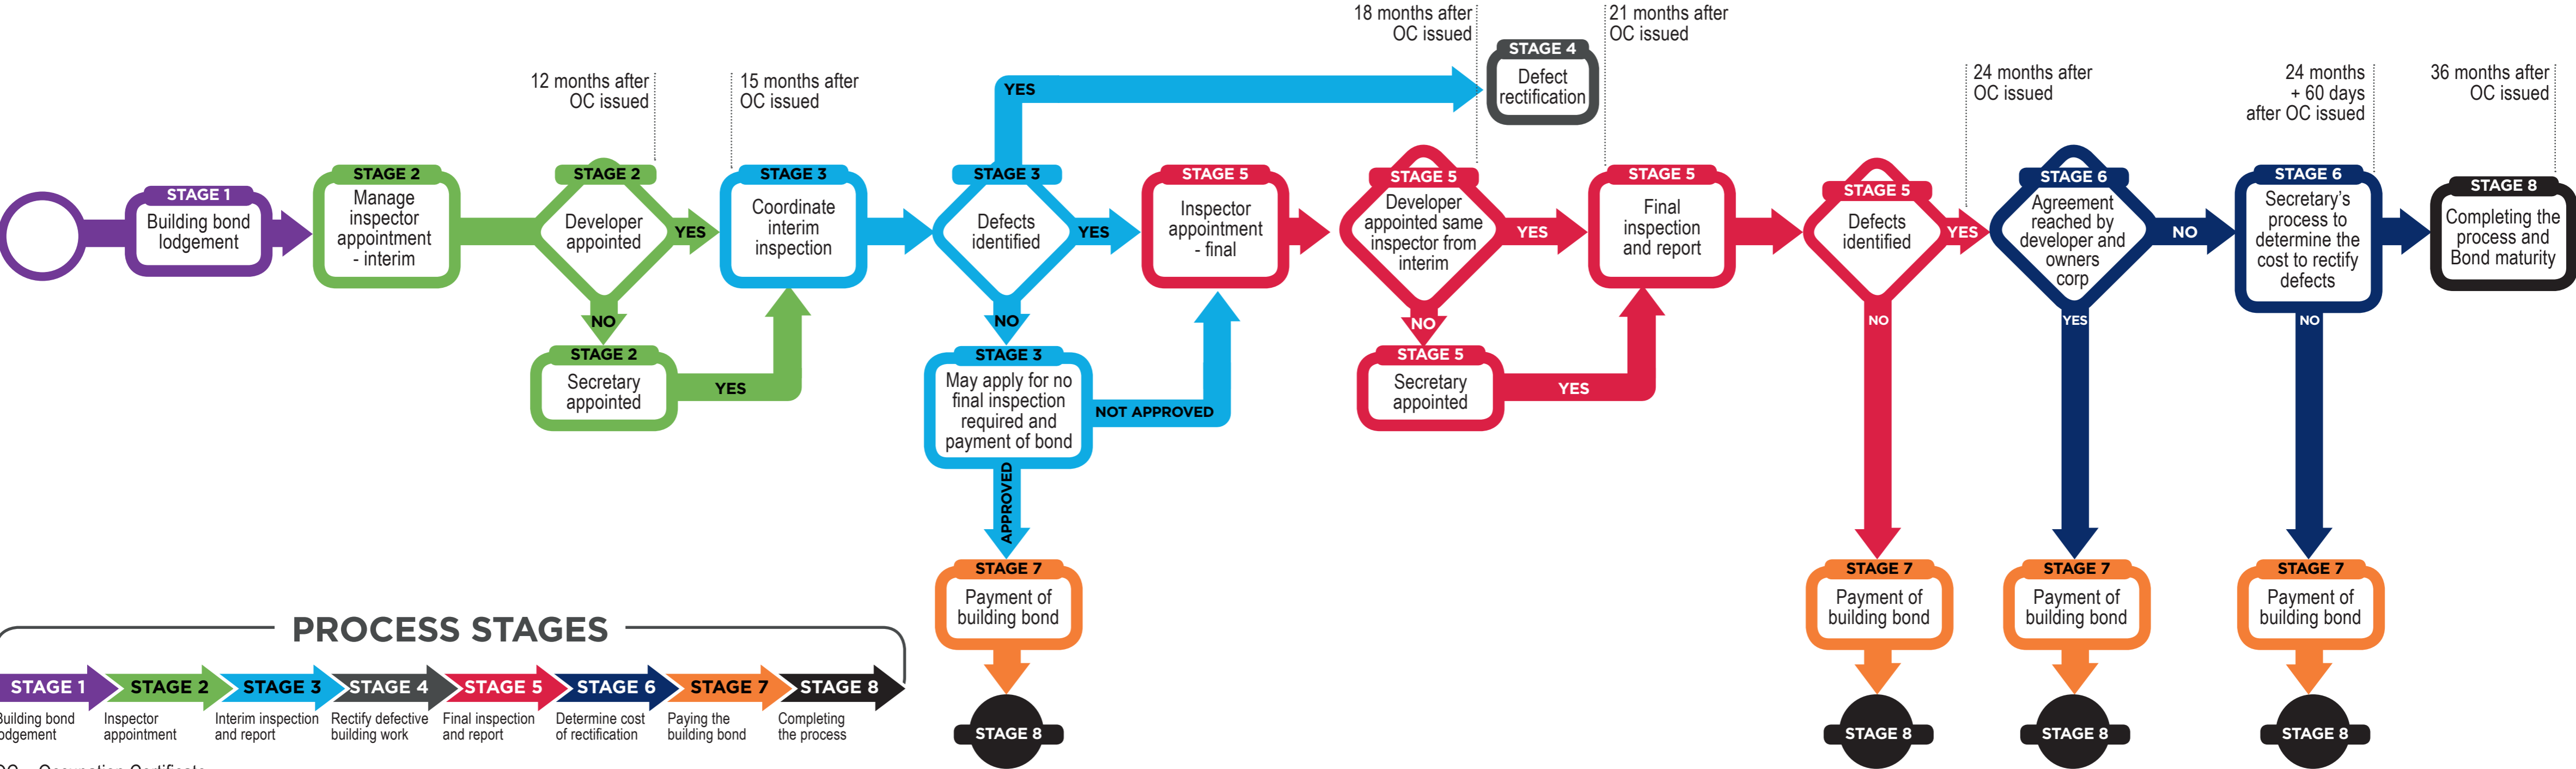 18 months after
OC issued
21 months after
OC issued
12 months after
OC issued
15 months after
OC issued
24 months after
OC issued
24 months
+ 60 days
after OC issued
36 months after
OC issued
STAGE 1
Building bond
lodgement
STAGE 2
Manage
inspector
appointment
- interim
STAGE 2
Developer
appointed
YES
NO
STAGE 2
Secretary
appointed
YES
STAGE 3
Coordinate
interim
inspection
STAGE 3
Defects
identified
YES
YES
NO
STAGE 4
Defect
rectification
STAGE 3
May apply for no
final inspection
required and
payment of bond
NOT APPROVED
APPROVED
STAGE 7
Payment of
building bond
STAGE 8
STAGE 5
Inspector
appointment
- final
STAGE 5
Developer
appointed same
inspector from
interim
YES
NO
STAGE 5
Secretary
appointed
YES
STAGE 5
Final
inspection
and report
STAGE 5
Defects
identified
YES
NO
STAGE 7
Payment of
building bond
STAGE 8
STAGE 6
Agreement
reached by
developer and
owners
corp
NO
YES
STAGE 7
Payment of
building bond
STAGE 8
STAGE 6
Secretary's
process to
determine the
cost to rectify
defects
NO
STAGE 7
Payment of
building bond
STAGE 8
STAGE 8
Completing the
process and
Bond maturity
PROCESS STAGES
STAGE 1
STAGE 2
STAGE 3
STAGE 4
STAGE 5
STAGE 6
STAGE 7
STAGE 8
Building bond
lodgement
Inspector
appointment
Interim inspection
and report
Rectify defective
building work
Final inspection
and report
Determine cost
of rectification
Paying the
building bond
Completing
the process